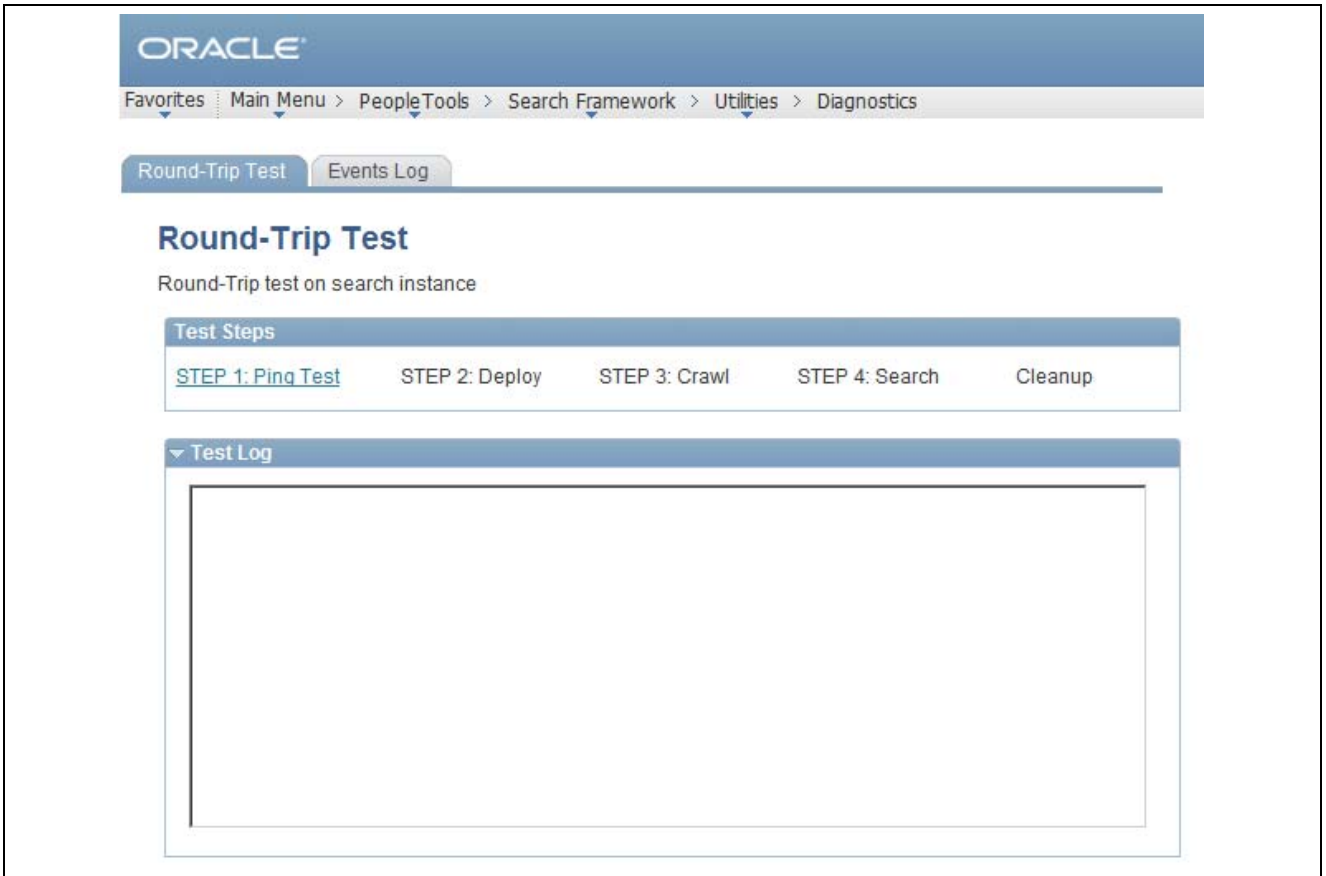 ORACLE
Favorites Main Menu > PeopleTools > Search Framework > Utilities > Diagnostics
Round-Trip Test Events Log
Round-Trip Test
Round-Trip test on search instance
Test Steps
STEP 1: Ping Test STEP 2: Deploy STEP 3: Crawl STEP 4: Search Cleanup
Test Log